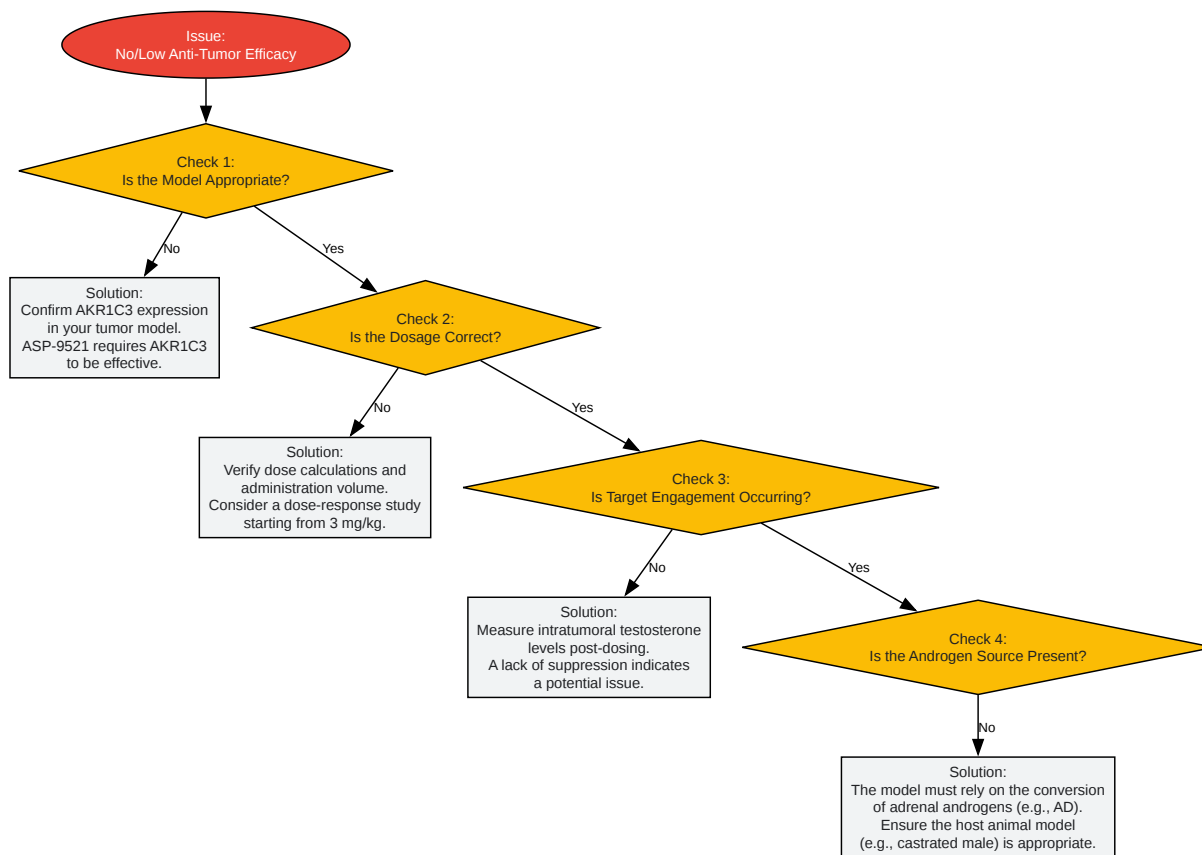 Issue:
No/Low Anti-Tumor Efficacy
Check 1:
Is the Model Appropriate?
No
Yes
Solution:
Confirm AKR1C3 expression
in your tumor model.
ASP-9521 requires AKR1C3
to be effective.
Check 2:
Is the Dosage Correct?
No
Yes
Solution:
Verify dose calculations and
administration volume.
Consider a dose-response study
starting from 3 mg/kg.
Check 3:
Is Target Engagement Occurring?
No
Yes
Solution:
Measure intratumoral testosterone
levels post-dosing.
A lack of suppression indicates
a potential issue.
Check 4:
Is the Androgen Source Present?
No
Solution:
The model must rely on the conversion
of adrenal androgens (e.g., AD).
Ensure the host animal model
(e.g., castrated male) is appropriate.